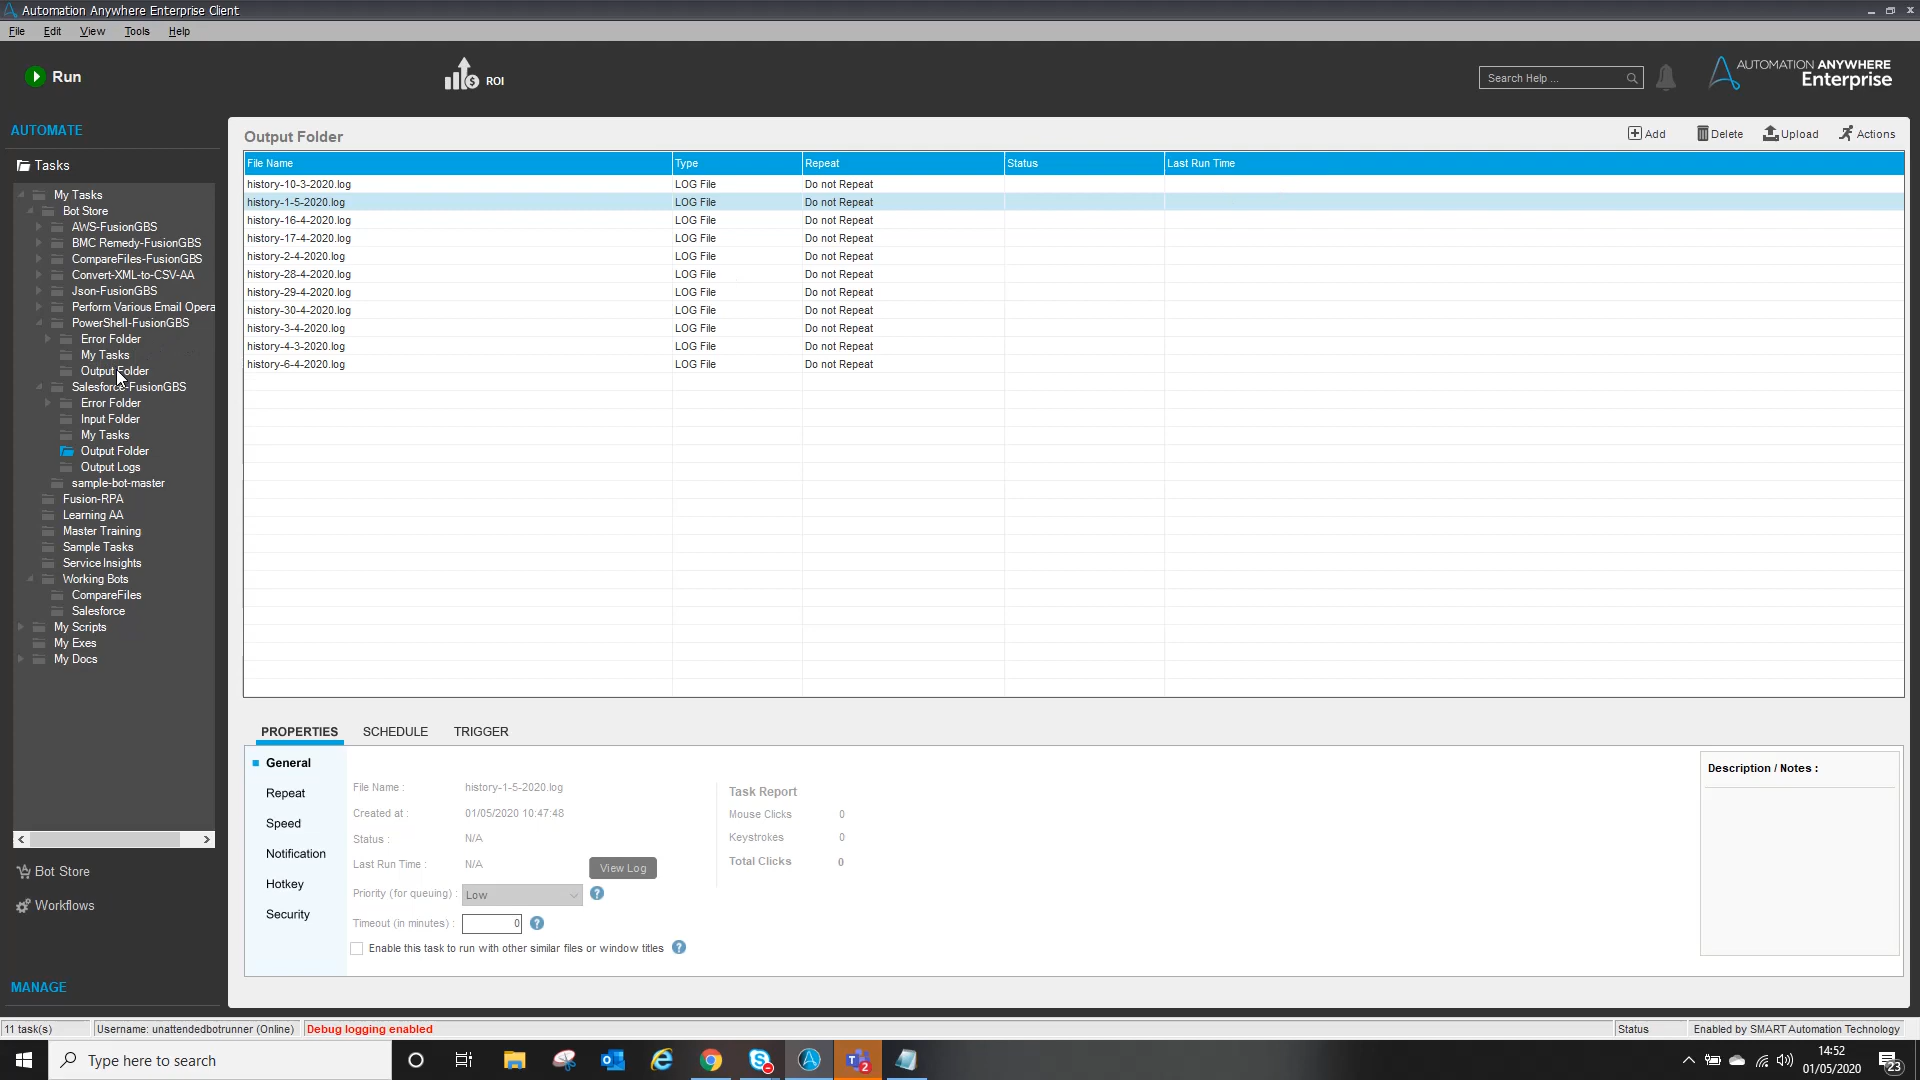 Automation Anywhere Enterprise Client
File Edit View Tools Help
Run
ROI
Search Help ...
AUTOMATION ANYWHERE
Enterprise
AUTOMATE
Tasks
My Tasks
Bot Store
AWS-FusionGBS
BMC Remedy-FusionGBS
CompareFiles-FusionGBS
Convert-XML-to-CSV-AA
Json-FusionGBS
Perform Various Email Opera
PowerShell-FusionGBS
Error Folder
My Tasks
Output Folder
Salesforce-FusionGBS
Error Folder
Input Folder
My Tasks
Output Folder
Output Logs
sample-bot-master
Fusion-RPA
Learning AA
Master Training
Sample Tasks
Service Insights
Working Bots
CompareFiles
Salesforce
My Scripts
My Exes
My Docs
Bot Store
Workflows
MANAGE
Output Folder
Add Delete Upload Actions
File Name Type Repeat Status Last Run Time
history-10-3-2020.log LOG File Do not Repeat
history-1-5-2020.log LOG File Do not Repeat
history-16-4-2020.log LOG File Do not Repeat
history-17-4-2020.log LOG File Do not Repeat
history-2-4-2020.log LOG File Do not Repeat
history-28-4-2020.log LOG File Do not Repeat
history-29-4-2020.log LOG File Do not Repeat
history-30-4-2020.log LOG File Do not Repeat
history-3-4-2020.log LOG File Do not Repeat
history-4-3-2020.log LOG File Do not Repeat
history-6-4-2020.log LOG File Do not Repeat
PROPERTIES SCHEDULE TRIGGER
General
Repeat
Speed
Notification
Hotkey
Security
File Name : history-1-5-2020.log
Created at : 01/05/2020 10:47:48
Status : N/A
Last Run Time : N/A
View Log
Priority (for queuing) : Low ?
Timeout (in minutes) : 0 ?
Enable this task to run with other similar files or window titles ?
Task Report
Mouse Clicks 0
Keystrokes 0
Total Clicks 0
Description / Notes :
11 task(s) Username: unattendedbotrunner (Online) Debug logging enabled Status Enabled by SMART Automation Technology
Type here to search
2
14:52
01/05/2020
23